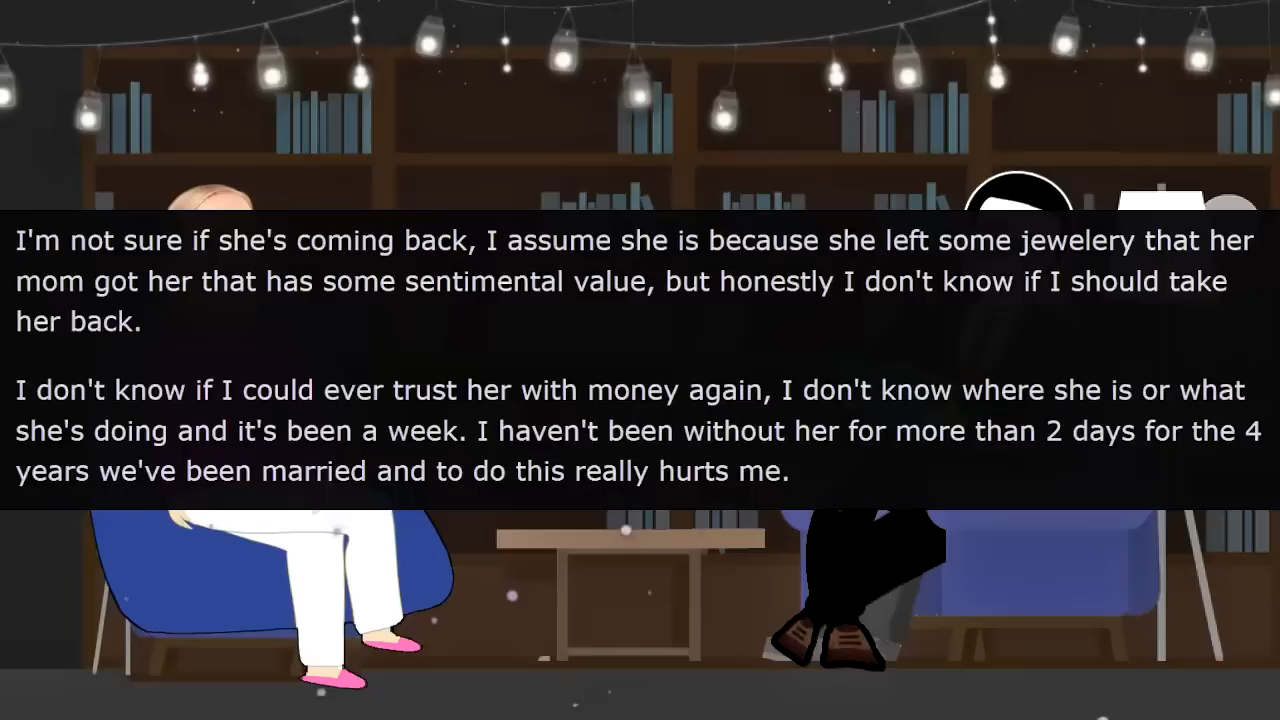 I'm not sure if she's coming back, I assume she is because she left some jewelery that her
mom got her that has some sentimental value, but honestly I don't know if I should take
her back.
I don't know if I could ever trust her with money again, I don't know where she is or what
she's doing and it's been a week. I haven't been without her for more than 2 days for the 4
years we've been married and to do this really hurts me.